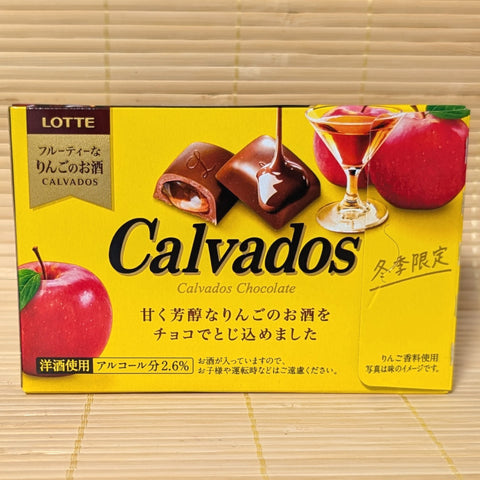 LOTTE
フルーティーな
りんごのお酒
CALVADOS
Calvados
Calvados Chocolate
冬季限定
甘く芳醇なりんごのお酒を
チョコでとじ込めました
洋酒使用 アルコール分2.6%
お酒が入っていますので、
お子様や運転時などはご遠慮ください。
りんご香料使用
写真は味のイメージです。